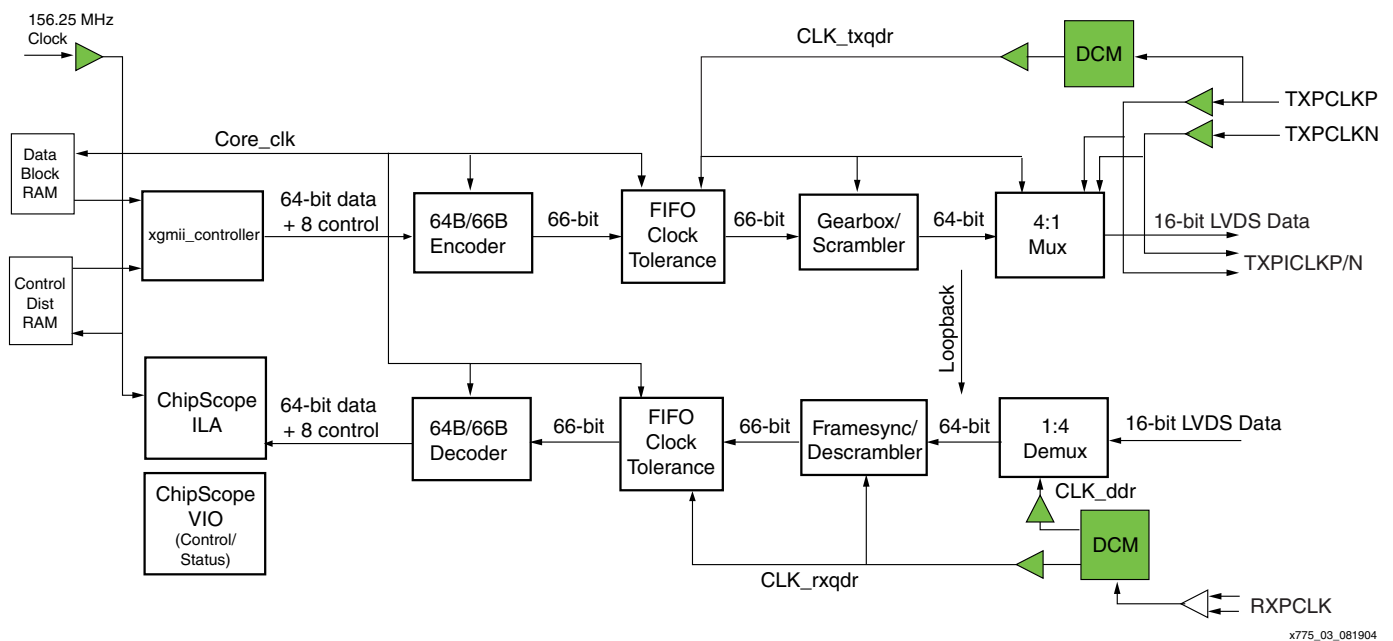 156.25 MHz
Clock
CLK_txqdr
DCM
TXPCLKP
TXPCLKN
Core_clk
Data
Block
RAM
xgmii_controller
64-bit data
+ 8 control
64B/66B
Encoder
66-bit
FIFO
Clock
Tolerance
66-bit
Gearbox/
Scrambler
64-bit
4:1
Mux
16-bit LVDS Data
TXPICLKP/N
Control
Dist
RAM
Loopback
ChipScope
ILA
64-bit data
+ 8 control
64B/66B
Decoder
66-bit
FIFO
Clock
Tolerance
66-bit
Framesync/
Descrambler
64-bit
1:4
Demux
16-bit LVDS Data
CLK_ddr
ChipScope
VIO
(Control/
Status)
DCM
CLK_rxqdr
RXPCLK
x775_03_081904